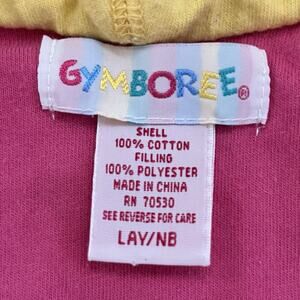 GYMBOREE®
SHELL
100% COTTON
FILLING
100% POLYESTER
MADE IN CHINA
RN 70530
SEE REVERSE FOR CARE
LAY/NB